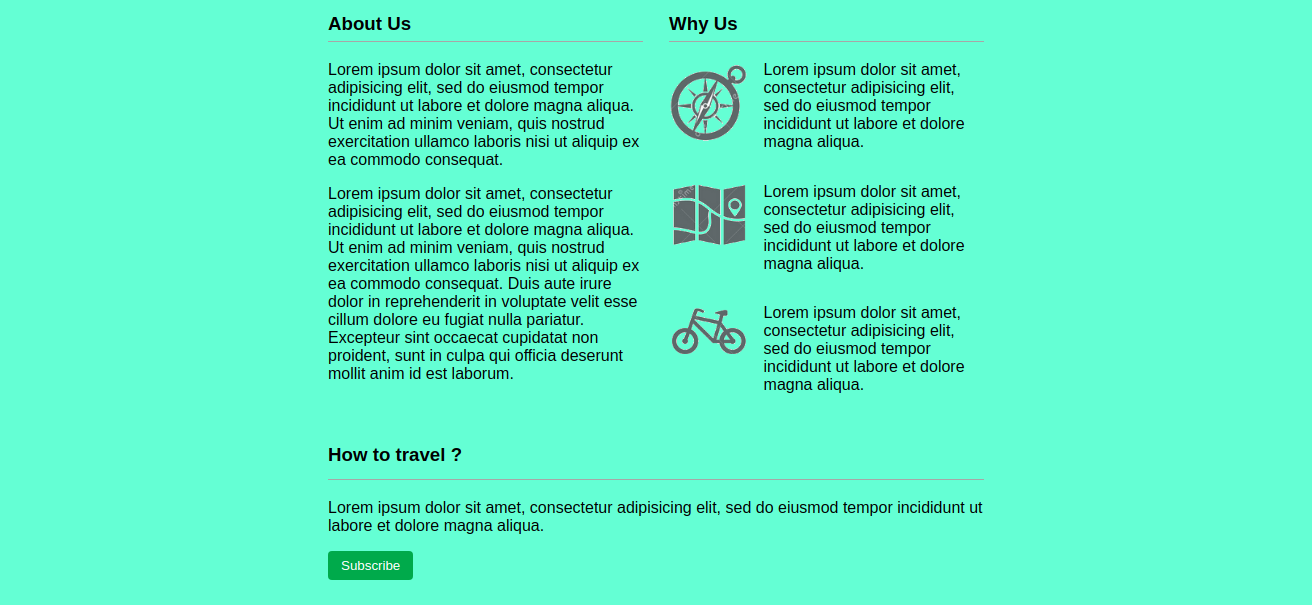 About Us
Lorem ipsum dolor sit amet, consectetur
adipisicing elit, sed do eiusmod tempor
incididunt ut labore et dolore magna aliqua.
Ut enim ad minim veniam, quis nostrud
exercitation ullamco laboris nisi ut aliquip ex
ea commodo consequat.
Lorem ipsum dolor sit amet, consectetur
adipisicing elit, sed do eiusmod tempor
incididunt ut labore et dolore magna aliqua.
Ut enim ad minim veniam, quis nostrud
exercitation ullamco laboris nisi ut aliquip ex
ea commodo consequat. Duis aute irure
dolor in reprehenderit in voluptate velit esse
cillum dolore eu fugiat nulla pariatur.
Excepteur sint occaecat cupidatat non
proident, sunt in culpa qui officia deserunt
mollit anim id est laborum.
Why Us
Lorem ipsum dolor sit amet,
consectetur adipisicing elit,
sed do eiusmod tempor
incididunt ut labore et dolore
magna aliqua.
Lorem ipsum dolor sit amet,
consectetur adipisicing elit,
sed do eiusmod tempor
incididunt ut labore et dolore
magna aliqua.
Lorem ipsum dolor sit amet,
consectetur adipisicing elit,
sed do eiusmod tempor
incididunt ut labore et dolore
magna aliqua.
How to travel ?
Lorem ipsum dolor sit amet, consectetur adipisicing elit, sed do eiusmod tempor incididunt ut
labore et dolore magna aliqua.
Subscribe